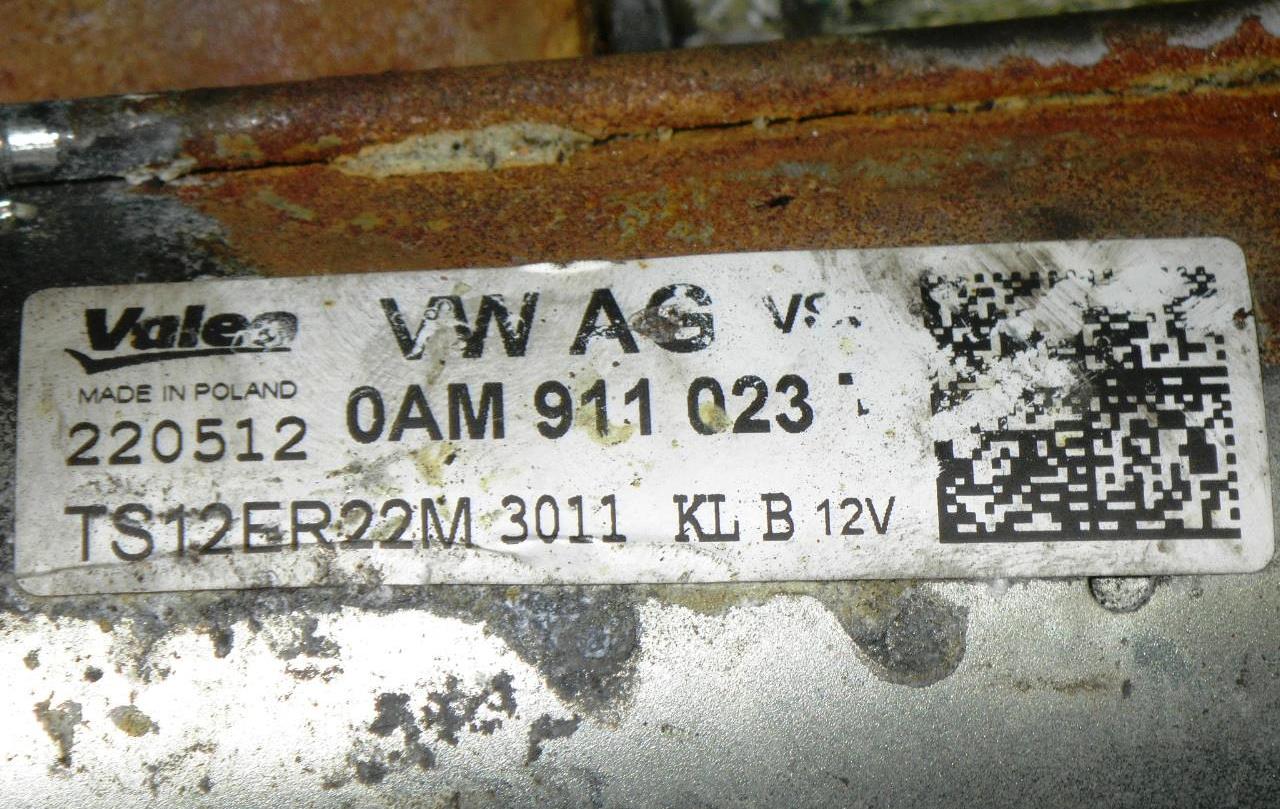 Valeo VW AG
MADE IN POLAND
220512 0AM 911 023
TS12ER22M 3011 KL B 12V